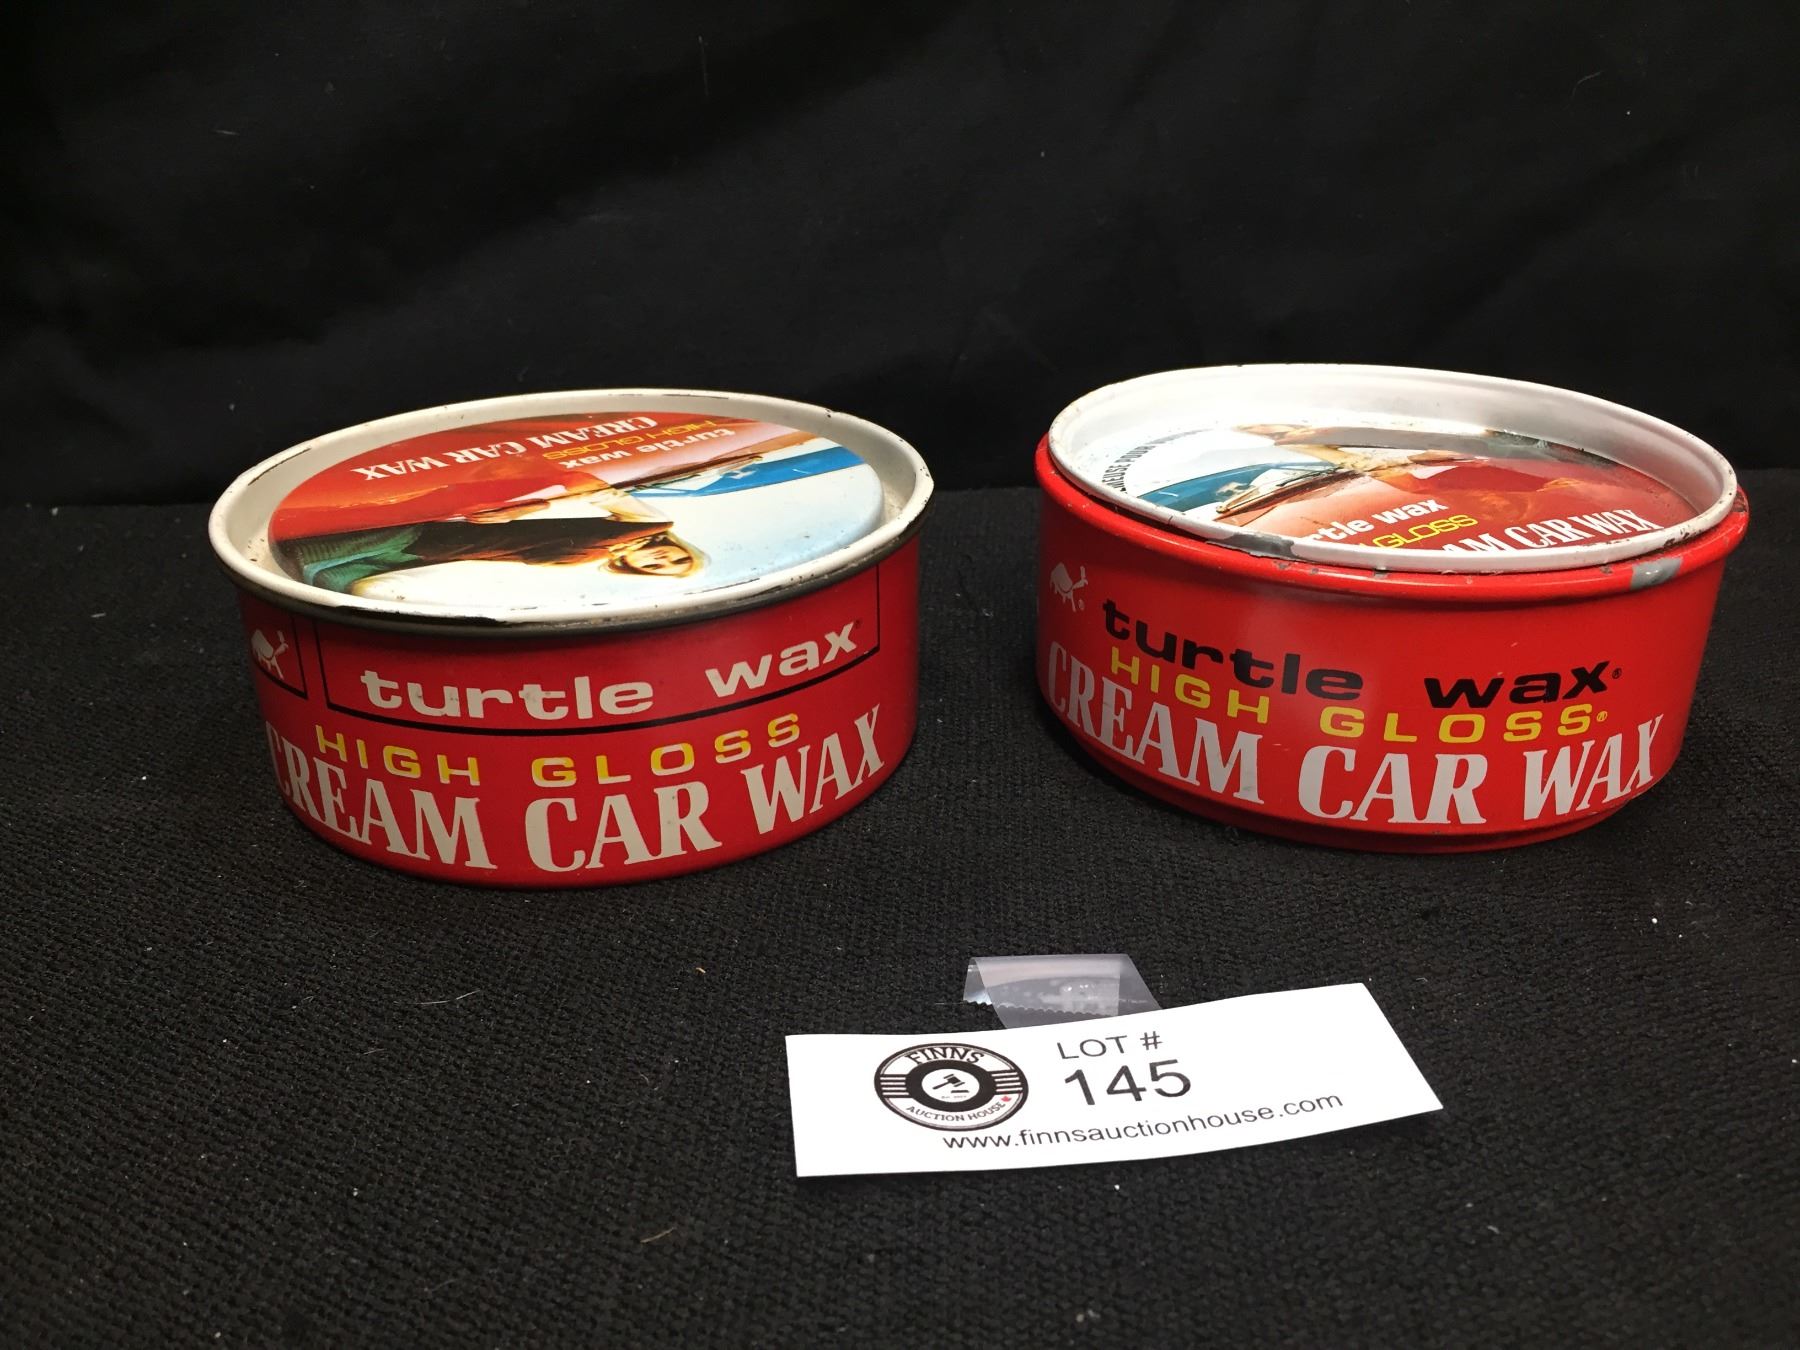 turtle wax
HIGH GLOSS
CREAM CAR WAX
turtle wax
HIGH GLOSS
CREAM CAR WAX
turtle wax
GLOSS
CAR WAX
turtle wax®
HIGH GLOSS®
CREAM CAR WAX
FINNS
AUCTION HOUSE
LOT #
145
www.finnsauctionhouse.com